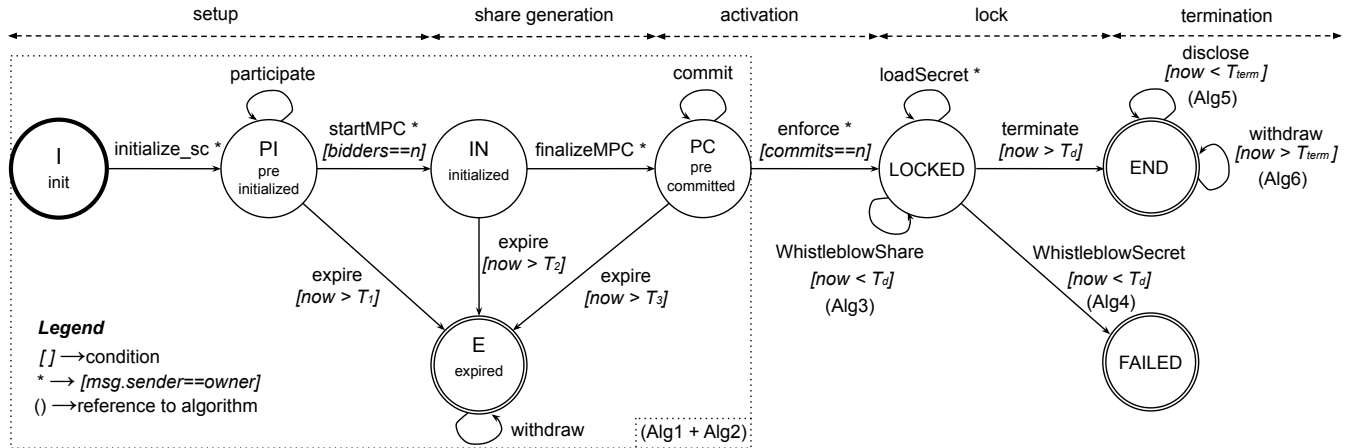 setup
share generation
activation
lock
termination
participate
commit
loadSecret *
disclose
[now < Tterm]
(Alg5)
I
init
initialize_sc *
PI
pre
initialized
startMPC *
[bidders==n]
IN
initialized
finalizeMPC *
PC
pre
committed
enforce *
[commits==n]
LOCKED
terminate
[now > Td]
END
withdraw
[now > Tterm]
(Alg6)
expire
[now > T1]
expire
[now > T2]
expire
[now > T3]
WhistleblowShare
[now < Td]
(Alg3)
WhistleblowSecret
[now < Td]
(Alg4)
Legend
[ ] →condition
* → [msg.sender==owner]
() →reference to algorithm
E
expired
withdraw
(Alg1 + Alg2)
FAILED